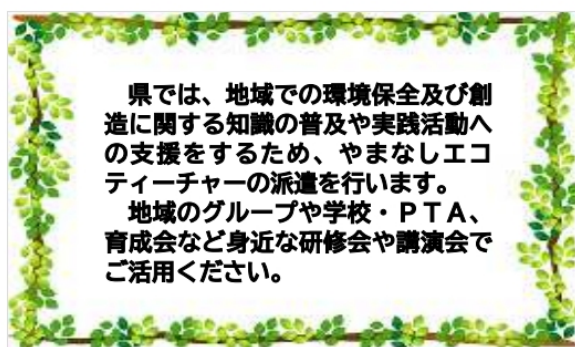 県では、地域での環境保全及び創
造に関する知識の普及や実践活動へ
の支援をするため、やまなしエコ
ティーチャーの派遣を行います。
　地域のグループや学校・ＰＴＡ、
育成会など身近な研修会や講演会で
ご活用ください。